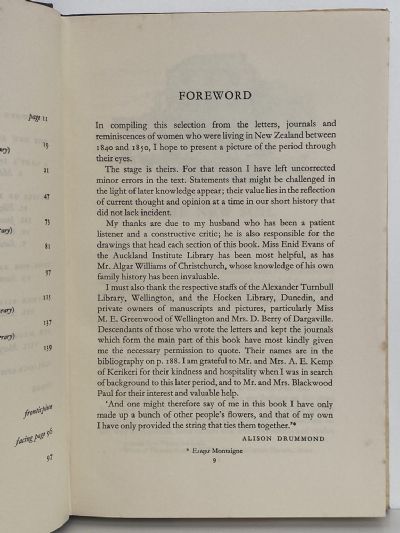 page 11
19
21
47
73
81
97
137
159
frontispiece
facing page 96
97
FOREWORD
In compiling this selection from the letters, journals and
reminiscences of women who were living in New Zealand between
1840 and 1850, I hope to present a picture of the period through
their eyes.
The stage is theirs. For that reason I have left uncorrected
minor errors in the text. Statements that might be challenged in
the light of later knowledge appear; their value lies in the reflection
of current thought and opinion at a time in our short history that
did not lack incident.
My thanks are due to my husband who has been a patient
listener and a constructive critic; he is also responsible for the
drawings that head each section of this book. Miss Enid Evans of
the Auckland Institute Library has been most helpful, as has
Mr. Algar Williams of Christchurch, whose knowledge of his own
family history has been invaluable.
I must also thank the respective staffs of the Alexander Turnbull
Library, Wellington, and the Hocken Library, Dunedin, and
private owners of manuscripts and pictures, particularly Miss
M. E. Greenwood of Wellington and Mrs. D. Berry of Dargaville.
Descendants of those who wrote the letters and kept the journals
which form the main part of this book have most kindly given
me the necessary permission to quote. Their names are in the
bibliography on p. 188. I am grateful to Mr. and Mrs. A. E. Kemp
of Kerikeri for their kindness and hospitality when I was in search
of background to this later period, and to Mr. and Mrs. Blackwood
Paul for their interest and valuable help.
'And one might therefore say of me in this book I have only
made up a bunch of other people's flowers, and that of my own
I have only provided the string that ties them together.'*
ALISON DRUMMOND
* Essays Montaigne
9